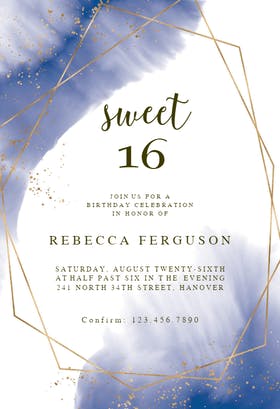 sweet
16
JOIN US FOR A
BIRTHDAY CELEBRATION
IN HONOR OF
REBECCA FERGUSON
SATURDAY, AUGUST TWENTY-SIXTH
AT HALF PAST SIX IN THE EVENING
241 NORTH 34TH STREET, HANOVER
Confirm: 123.456.7890